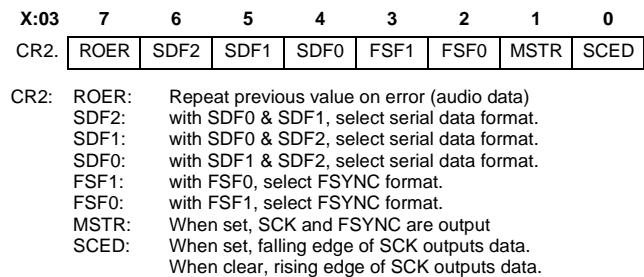 X:03 7 6 5 4 3 2 1 0
CR2. ROER SDF2 SDF1 SDF0 FSF1 FSF0 MSTR SCED
CR2: ROER: Repeat previous value on error (audio data)
SDF2: with SDF0 & SDF1, select serial data format.
SDF1: with SDF0 & SDF2, select serial data format.
SDF0: with SDF1 & SDF2, select serial data format.
FSF1: with FSF0, select FSYNC format.
FSF0: with FSF1, select FSYNC format.
MSTR: When set, SCK and FSYNC are output
SCED: When set, falling edge of SCK outputs data.
When clear, rising edge of SCK outputs data.